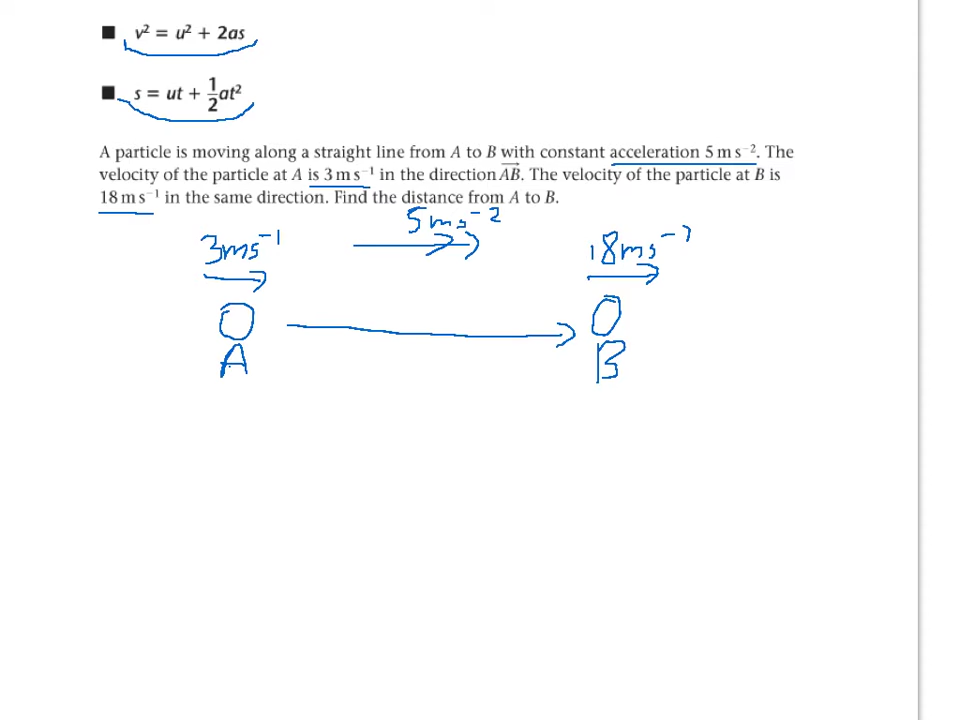 ■ v² = u² + 2as
■ s = ut + 1/2 at²
A particle is moving along a straight line from A to B with constant acceleration 5 m s⁻². The
velocity of the particle at A is 3 m s⁻¹ in the direction A⃗B⃗. The velocity of the particle at B is
18 m s⁻¹ in the same direction. Find the distance from A to B.
3ms⁻¹ 5ms⁻² 18ms⁻¹
A B